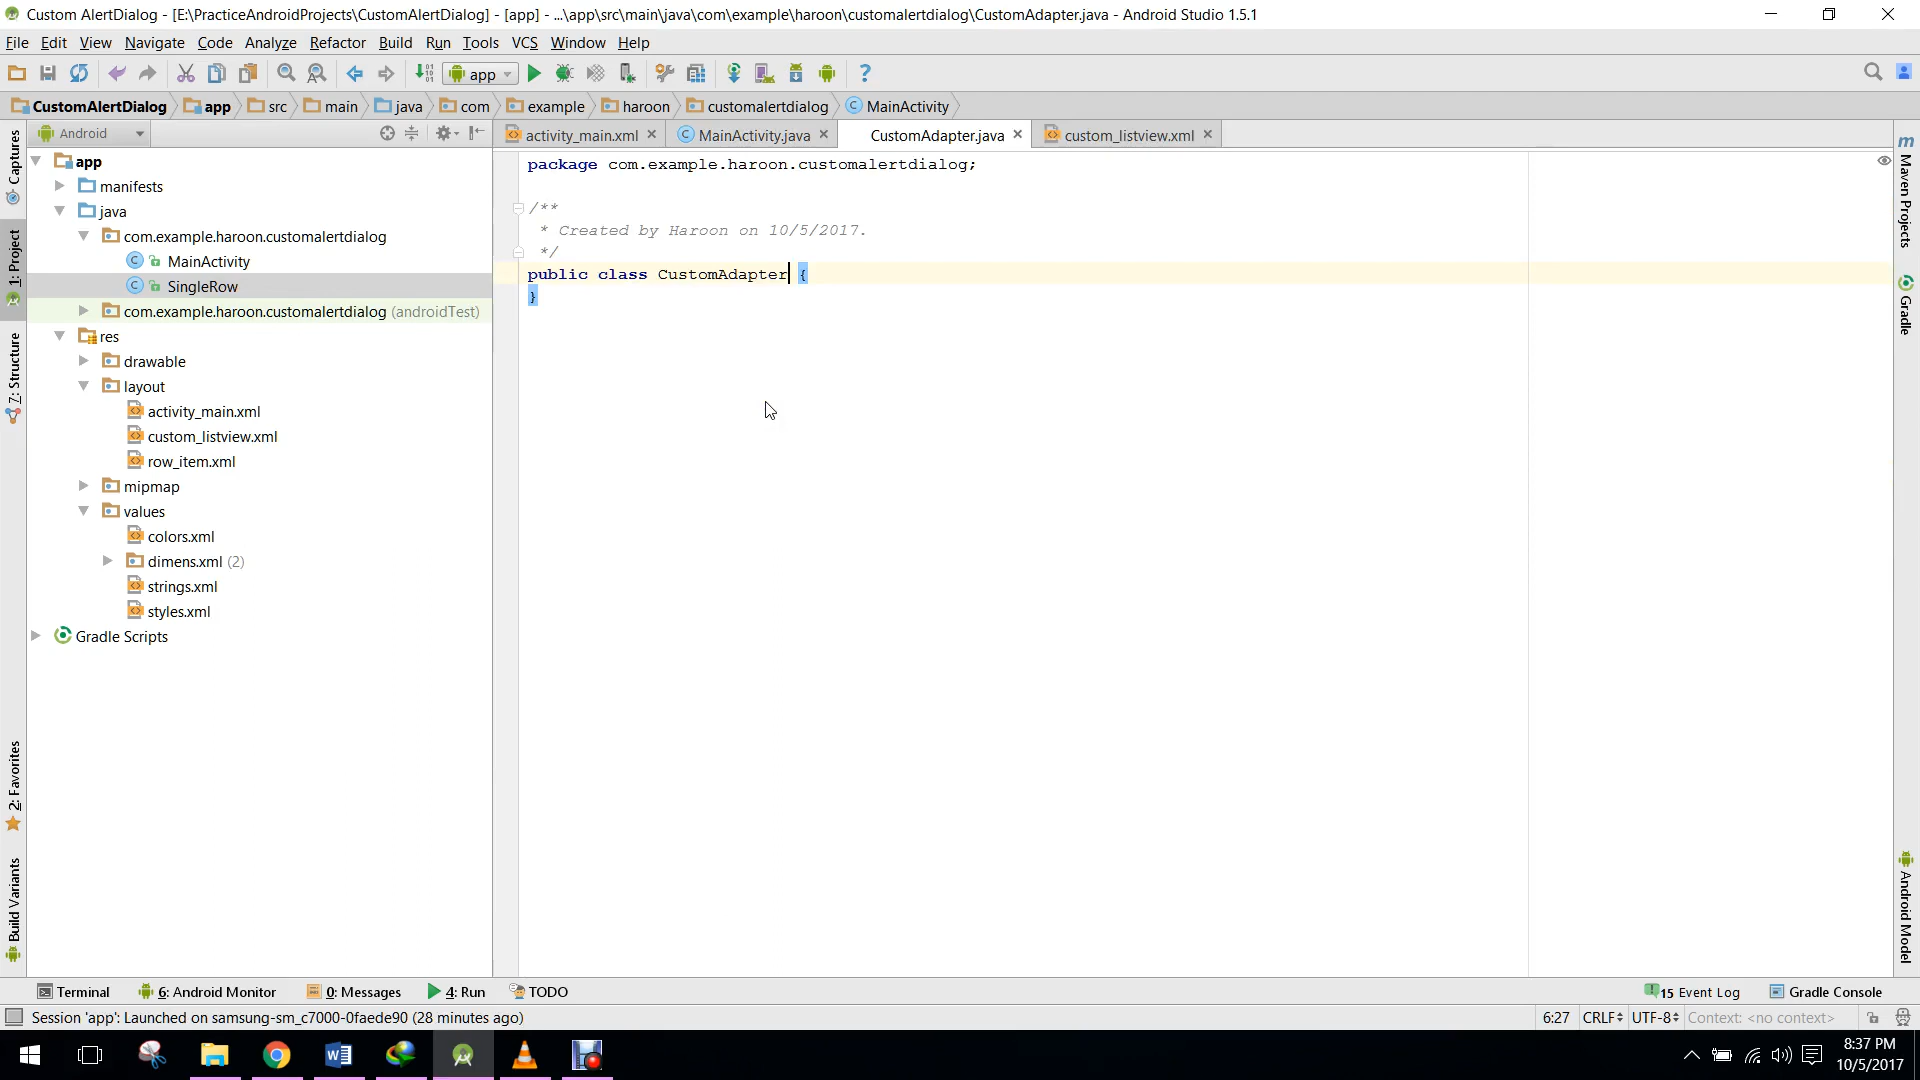 Custom AlertDialog - [E:\PracticeAndroidProjects\CustomAlertDialog] - [app] - ...\app\src\main\java\com\example\haroon\customalertdialog\CustomAdapter.java - Android Studio 1.5.1
File Edit View Navigate Code Analyze Refactor Build Run Tools VCS Window Help
app
CustomAlertDialog app src main java com example haroon customalertdialog MainActivity
Android
activity_main.xml MainActivity.java CustomAdapter.java custom_listview.xml
app
manifests
java
com.example.haroon.customalertdialog
MainActivity
SingleRow
com.example.haroon.customalertdialog (androidTest)
res
drawable
layout
activity_main.xml
custom_listview.xml
row_item.xml
mipmap
values
colors.xml
dimens.xml (2)
strings.xml
styles.xml
Gradle Scripts
package com.example.haroon.customalertdialog;
/**
* Created by Haroon on 10/5/2017.
*/
public class CustomAdapter {
}
Captures
1: Project
7: Structure
2: Favorites
Build Variants
Maven Projects
Gradle
Android Model
Terminal 6: Android Monitor 0: Messages 4: Run TODO 15 Event Log Gradle Console
Session 'app': Launched on samsung-sm_c7000-0faede90 (28 minutes ago) 6:27 CRLF UTF-8 Context: <no context>
8:37 PM
10/5/2017